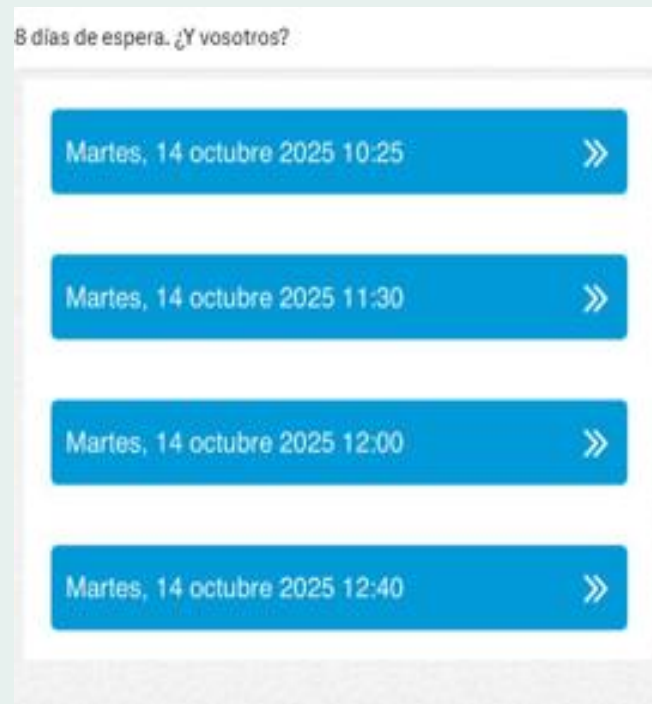 8 días de espera. ¿Y vosotros?
Martes, 14 octubre 2025 10:25
Martes, 14 octubre 2025 11:30
Martes, 14 octubre 2025 12:00
Martes, 14 octubre 2025 12:40